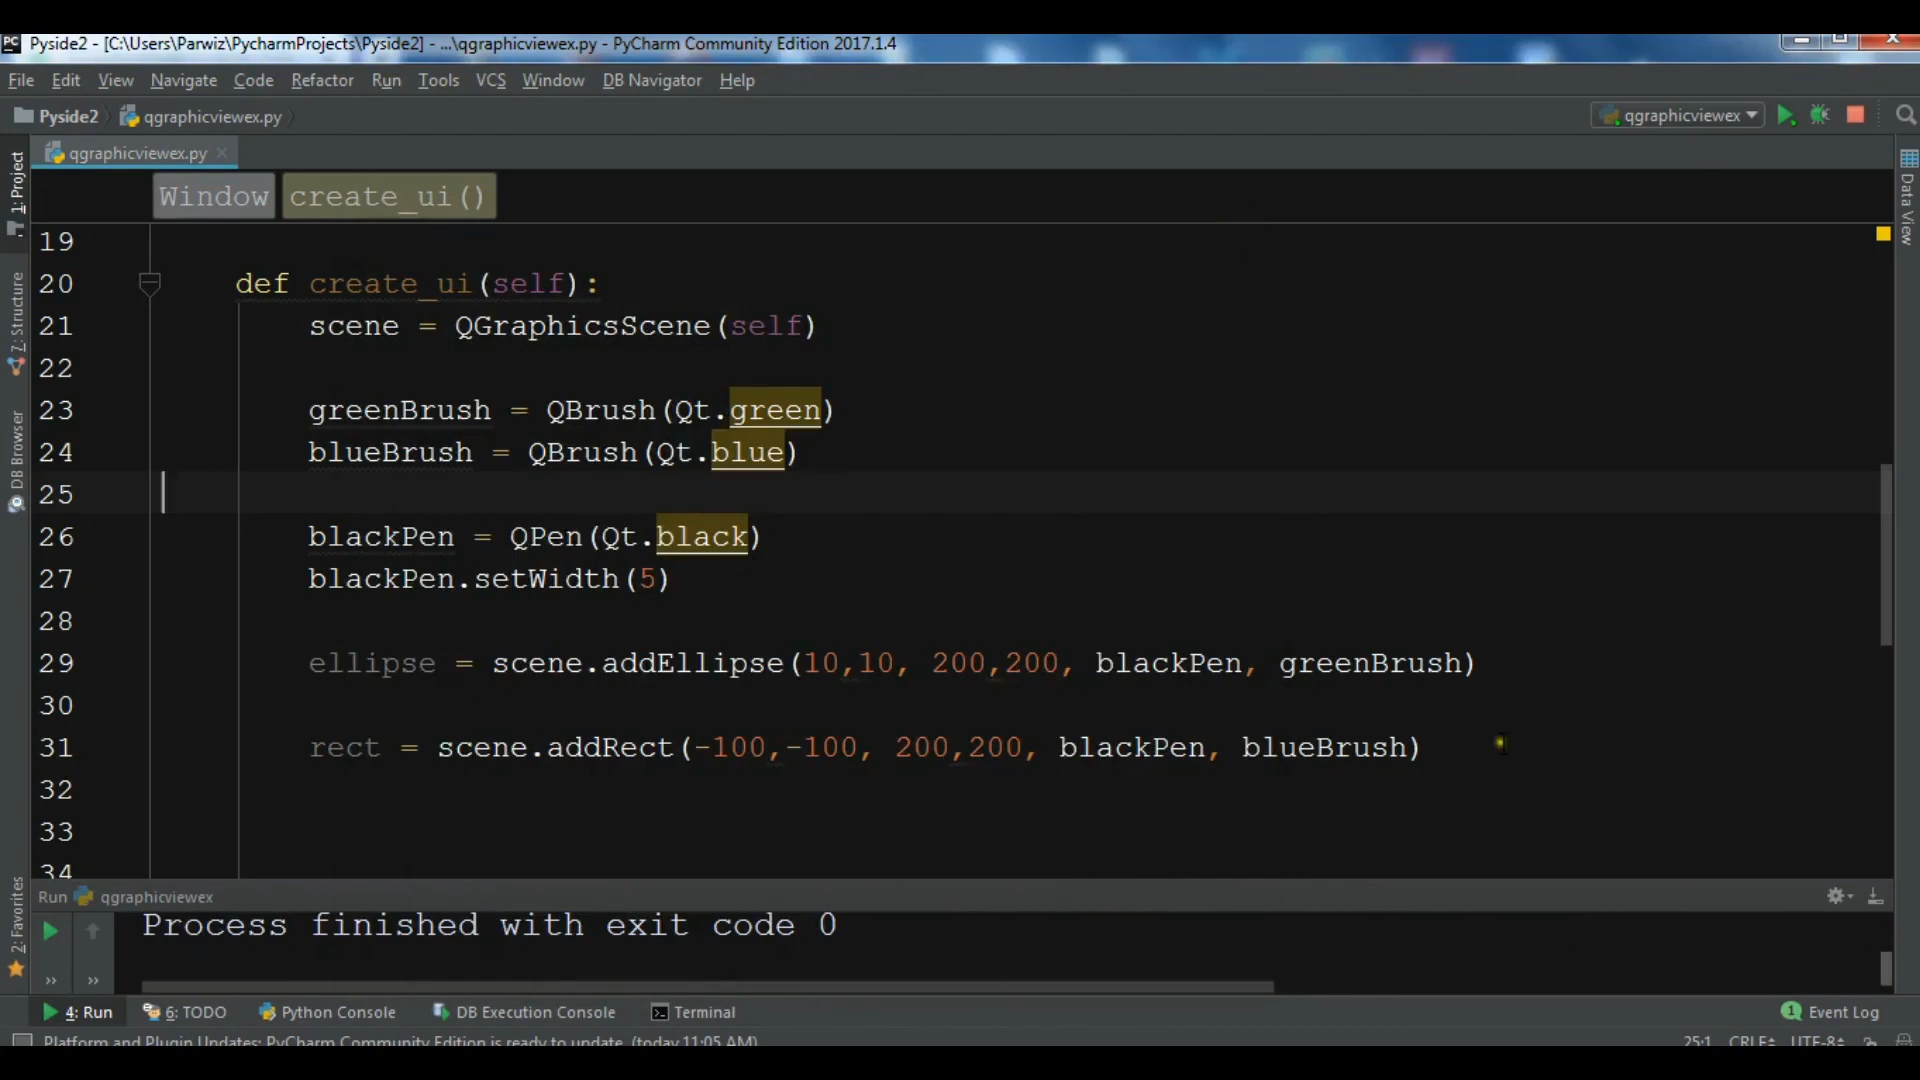 PC Pyside2 - [C:\Users\Parwiz\PycharmProjects\Pyside2] - ...\qgraphicviewex.py - PyCharm Community Edition 2017.1.4
File Edit View Navigate Code Refactor Run Tools VCS Window DB Navigator Help
Pyside2 qgraphicviewex.py qgraphicviewex
qgraphicviewex.py
Window create_ui()
1: Project
7: Structure
DB Browser
2: Favorites
Data View
19
20 def create_ui(self):
21 scene = QGraphicsScene(self)
22
23 greenBrush = QBrush(Qt.green)
24 blueBrush = QBrush(Qt.blue)
25
26 blackPen = QPen(Qt.black)
27 blackPen.setWidth(5)
28
29 ellipse = scene.addEllipse(10,10, 200,200, blackPen, greenBrush)
30
31 rect = scene.addRect(-100,-100, 200,200, blackPen, blueBrush)
32
33
34
Run qgraphicviewex
Process finished with exit code 0
4: Run 6: TODO Python Console DB Execution Console Terminal 1 Event Log
Platform and Plugin Updates: PyCharm Community Edition is ready to update. (today 11:05 AM) 25:1 CRLF UTF-8